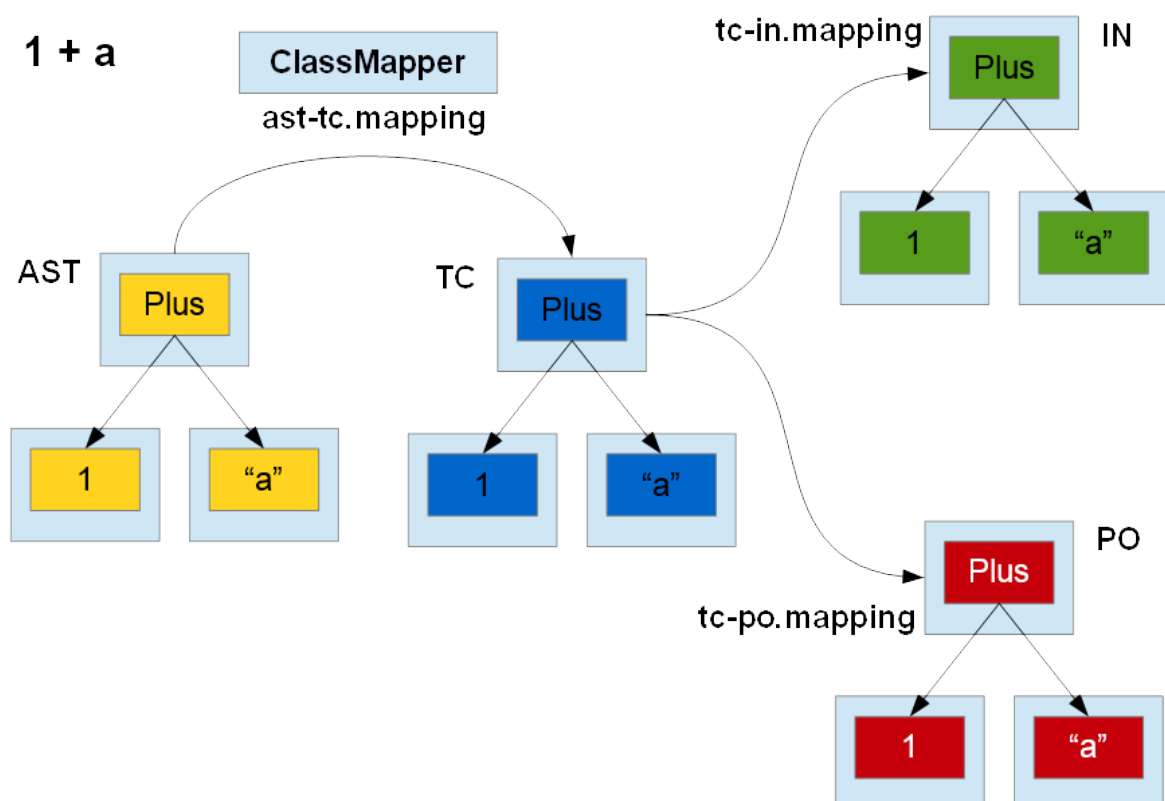 1 + a
ClassMapper
ast-tc.mapping
tc-in.mapping
IN
Plus
1
“a”
AST
Plus
1
“a”
TC
Plus
1
“a”
PO
Plus
tc-po.mapping
1
“a”